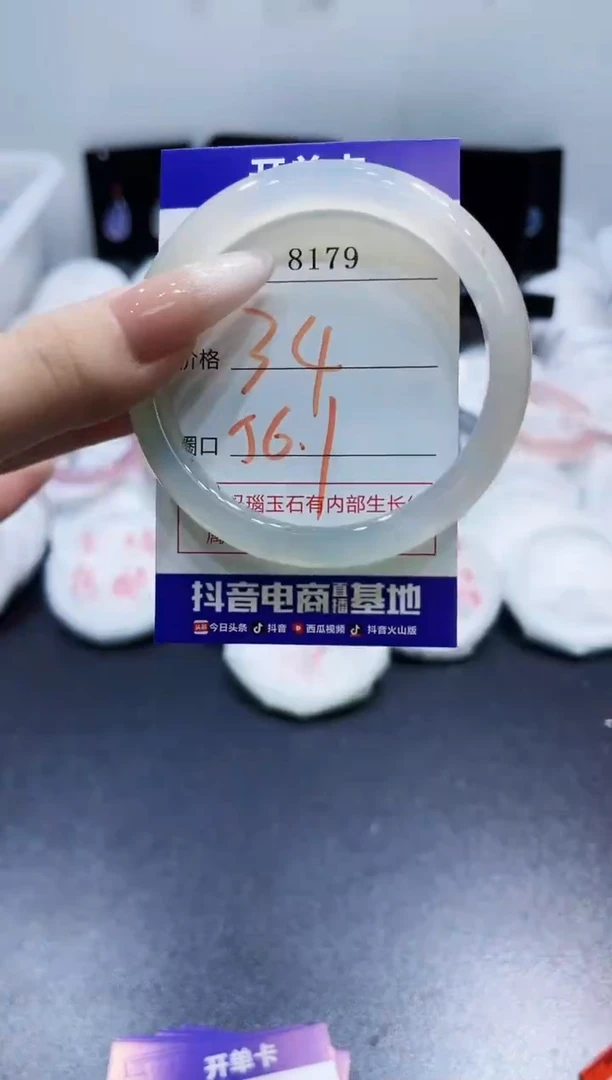 开单卡
8179
价格 34
圈口 56.1
玛瑙玉石有内部生长
抖音电商直播基地
头条 今日头条 抖音 西瓜视频 抖音火山版
开单卡